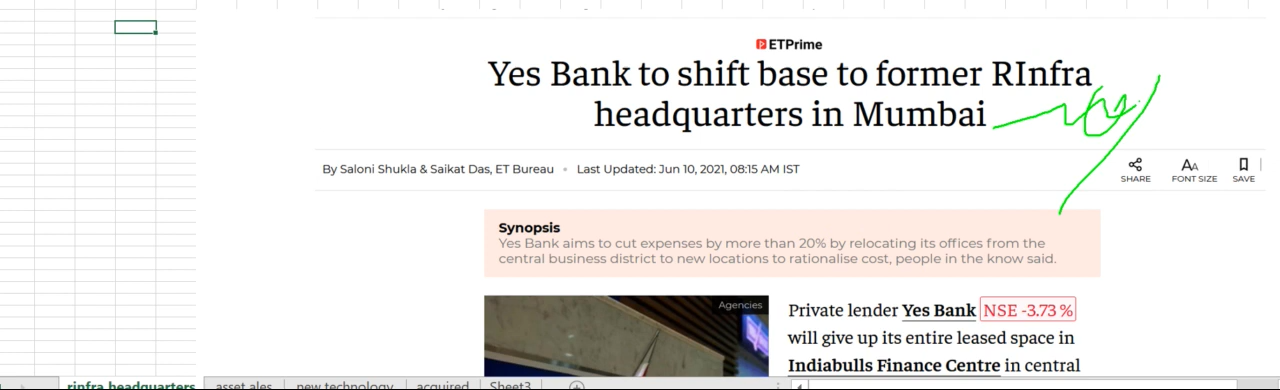 ETPrime
Yes Bank to shift base to former RInfra
headquarters in Mumbai
By Saloni Shukla & Saikat Das, ET Bureau • Last Updated: Jun 10, 2021, 08:15 AM IST
SHARE FONT SIZE SAVE
Synopsis
Yes Bank aims to cut expenses by more than 20% by relocating its offices from the
central business district to new locations to rationalise cost, people in the know said.
Agencies
Private lender Yes Bank NSE -3.73 %
will give up its entire leased space in
Indiabulls Finance Centre in central
rinfra headquarters asset ales new technology acquired Sheet3